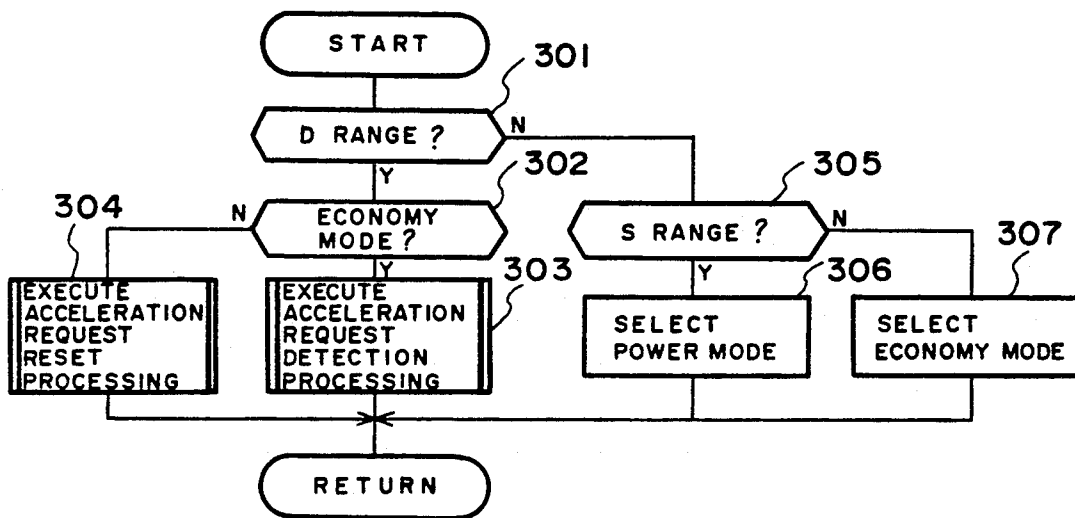 START
301
D RANGE?
N
Y
302
N
ECONOMY
MODE?
Y
304
EXECUTE
ACCELERATION
REQUEST
RESET
PROCESSING
303
EXECUTE
ACCELERATION
REQUEST
DETECTION
PROCESSING
305
S RANGE?
N
Y
306
SELECT
POWER MODE
307
SELECT
ECONOMY MODE
RETURN